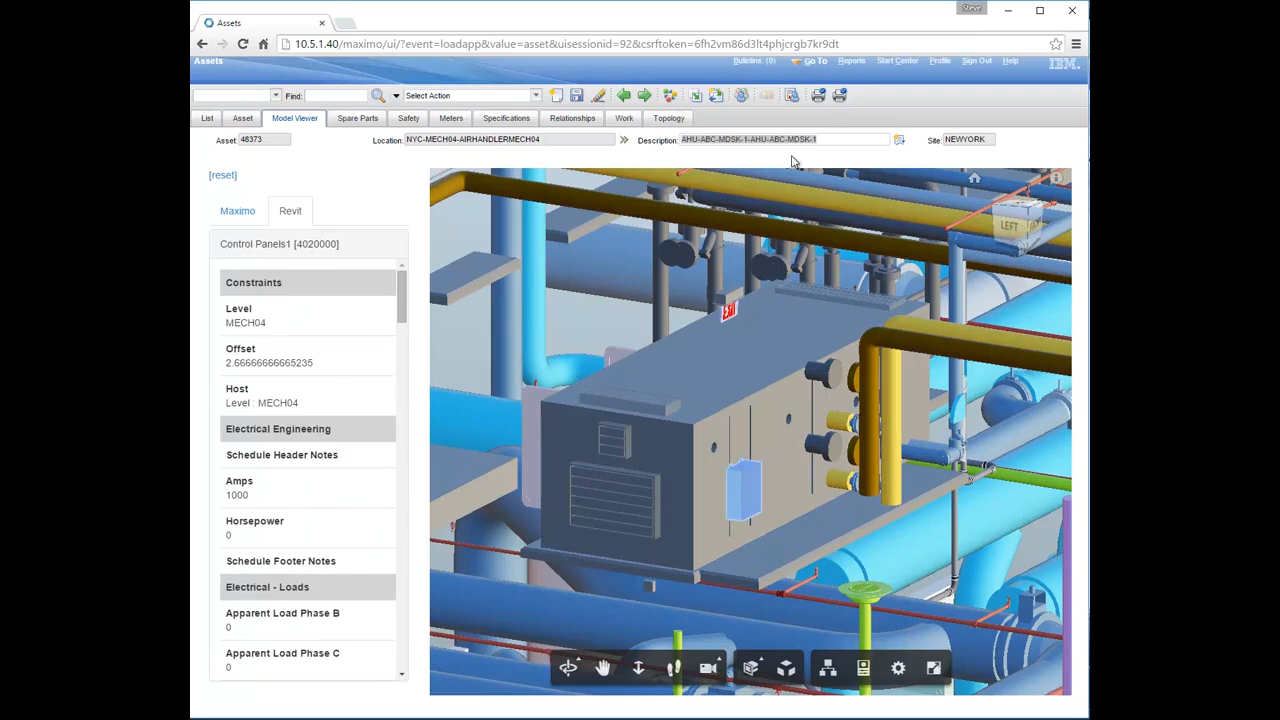 Steve
Assets
10.5.1.40/maximo/ui/?event=loadapp&value=asset&uisessionid=92&csrftoken=6fh2vm86d3lt4phjcrgb7kr9dt
Assets
Bulletins: (0) Go To Reports Start Center Profile Sign Out Help IBM.
Find: Select Action
List Asset Model Viewer Spare Parts Safety Meters Specifications Relationships Work Topology
Asset: 48373 Location: NYC-MECH04-AIRHANDLERMECH04 Description: AHU-ABC-MDSK-1-AHU-ABC-MDSK-1 Site: NEWYORK
[reset]
Maximo Revit
Control Panels1 [4020000]
Constraints
Level
MECH04
Offset
2.66666666665235
Host
Level : MECH04
Electrical Engineering
Schedule Header Notes
Amps
1000
Horsepower
0
Schedule Footer Notes
Electrical - Loads
Apparent Load Phase B
0
Apparent Load Phase C
0
EXIT
LEFT